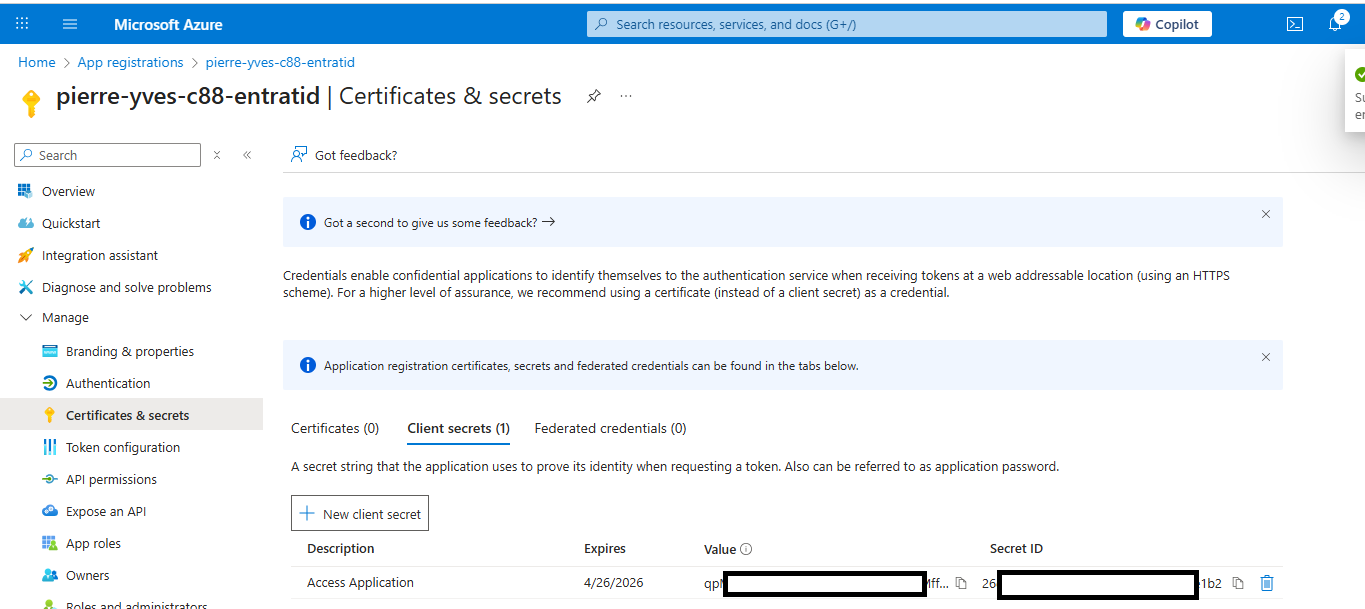 Microsoft Azure
Search resources, services, and docs (G+/)
Copilot
2
Home > App registrations > pierre-yves-c88-entratid
pierre-yves-c88-entratid | Certificates & secrets
Search
Got feedback?
Overview
Quickstart
Integration assistant
Diagnose and solve problems
Manage
Branding & properties
Authentication
Certificates & secrets
Token configuration
API permissions
Expose an API
App roles
Owners
Roles and administrators
Got a second to give us some feedback?
Credentials enable confidential applications to identify themselves to the authentication service when receiving tokens at a web addressable location (using an HTTPS
scheme). For a higher level of assurance, we recommend using a certificate (instead of a client secret) as a credential.
Application registration certificates, secrets and federated credentials can be found in the tabs below.
Certificates (0) Client secrets (1) Federated credentials (0)
A secret string that the application uses to prove its identity when requesting a token. Also can be referred to as application password.
New client secret
Description Expires Value Secret ID
Access Application 4/26/2026